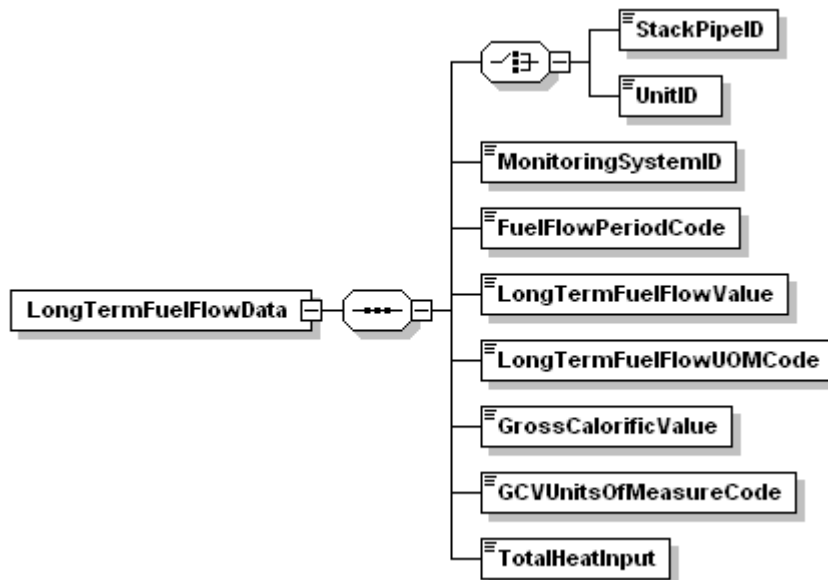 StackPipeID
UnitID
MonitoringSystemID
FuelFlowPeriodCode
LongTermFuelFlowData
LongTermFuelFlowValue
LongTermFuelFlowUOMCode
GrossCalorificValue
GCVUnitsOfMeasureCode
TotalHeatInput